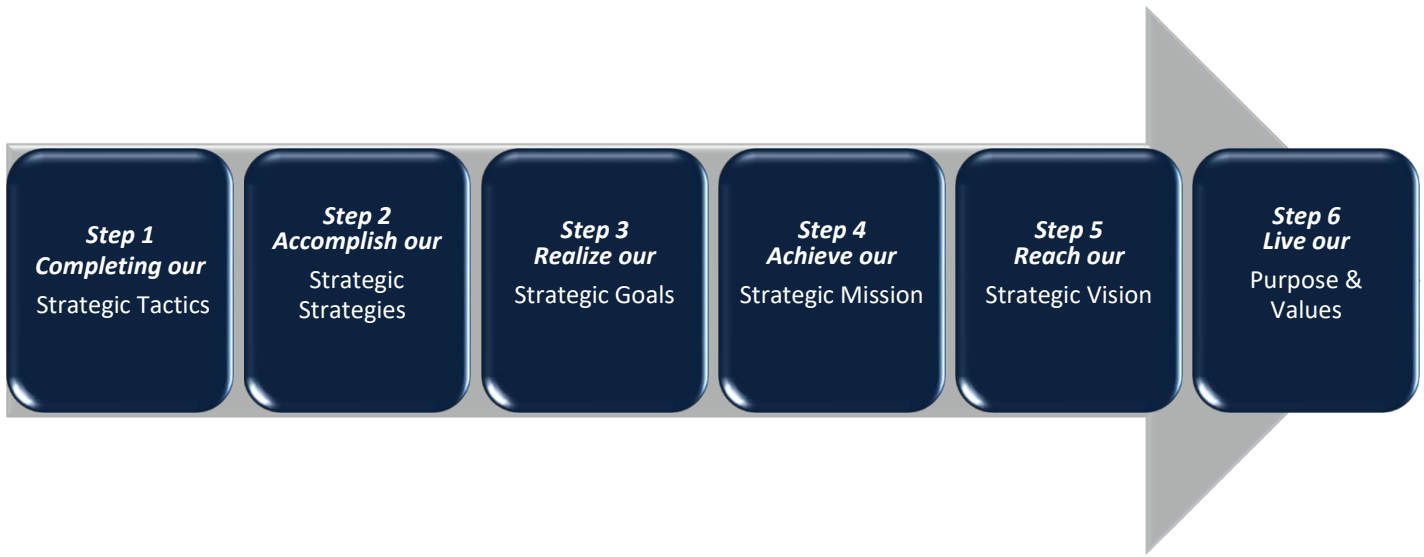 Step 1
Completing our
Strategic Tactics
Step 2
Accomplish our
Strategic
Strategies
Step 3
Realize our
Strategic Goals
Step 4
Achieve our
Strategic Mission
Step 5
Reach our
Strategic Vision
Step 6
Live our
Purpose &
Values